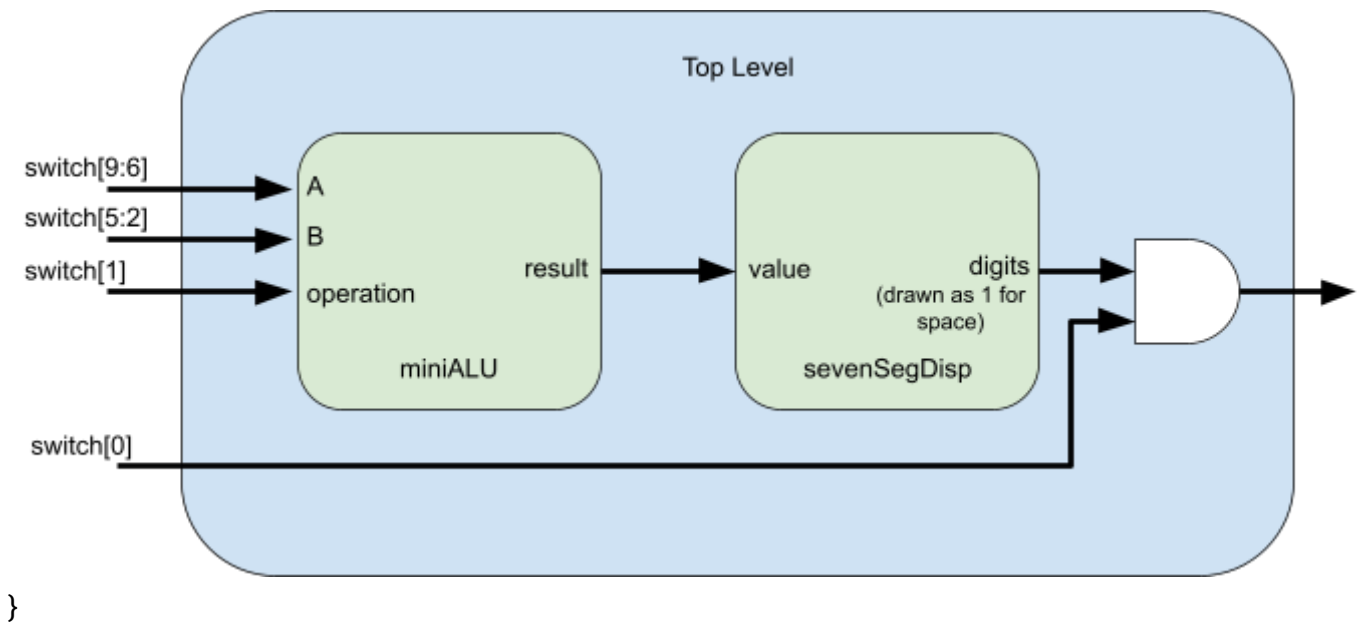 Top Level
switch[9:6]
A
switch[5:2]
B
switch[1]
operation
result
value
digits
(drawn as 1 for
space)
miniALU
sevenSegDisp
switch[0]
}